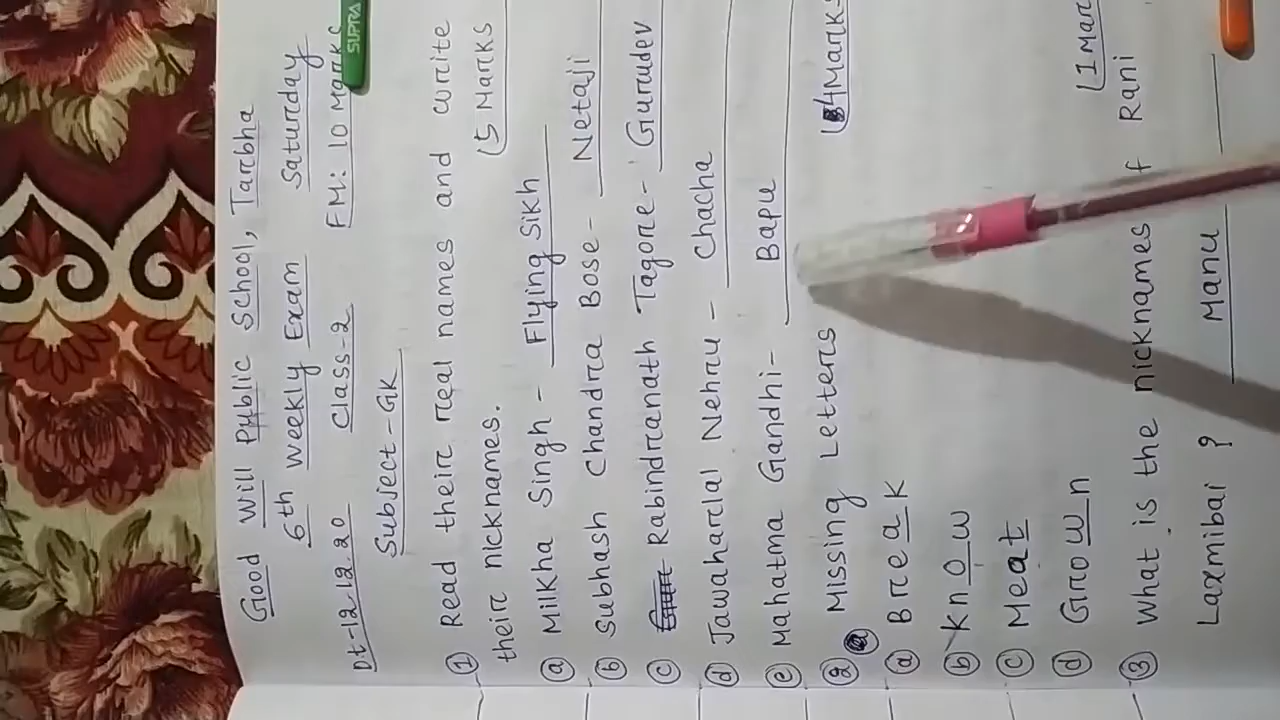 Good Will Public School, Tarbha
6th Weekly Exam Saturday
Dt-12.12.20 Class-2 FM: 10 Marks
Subject-GK
① Read their real names and write
their nicknames. (5 Marks
ⓐ Milkha Singh - Flying Sikh
ⓑ Subhash Chandra Bose - Netaji
ⓒ Rabindranath Tagore - Gurudev
ⓓ Jawaharlal Nehru - Chacha
ⓔ Mahatma Gandhi - Bapu
② Missing Letters (4 Marks
ⓐ Break
ⓑ Know
ⓒ Meat
ⓓ Grown
③ What is the nicknames f Rani (1 Mar
Laxmibai ? Manu
SUPRA